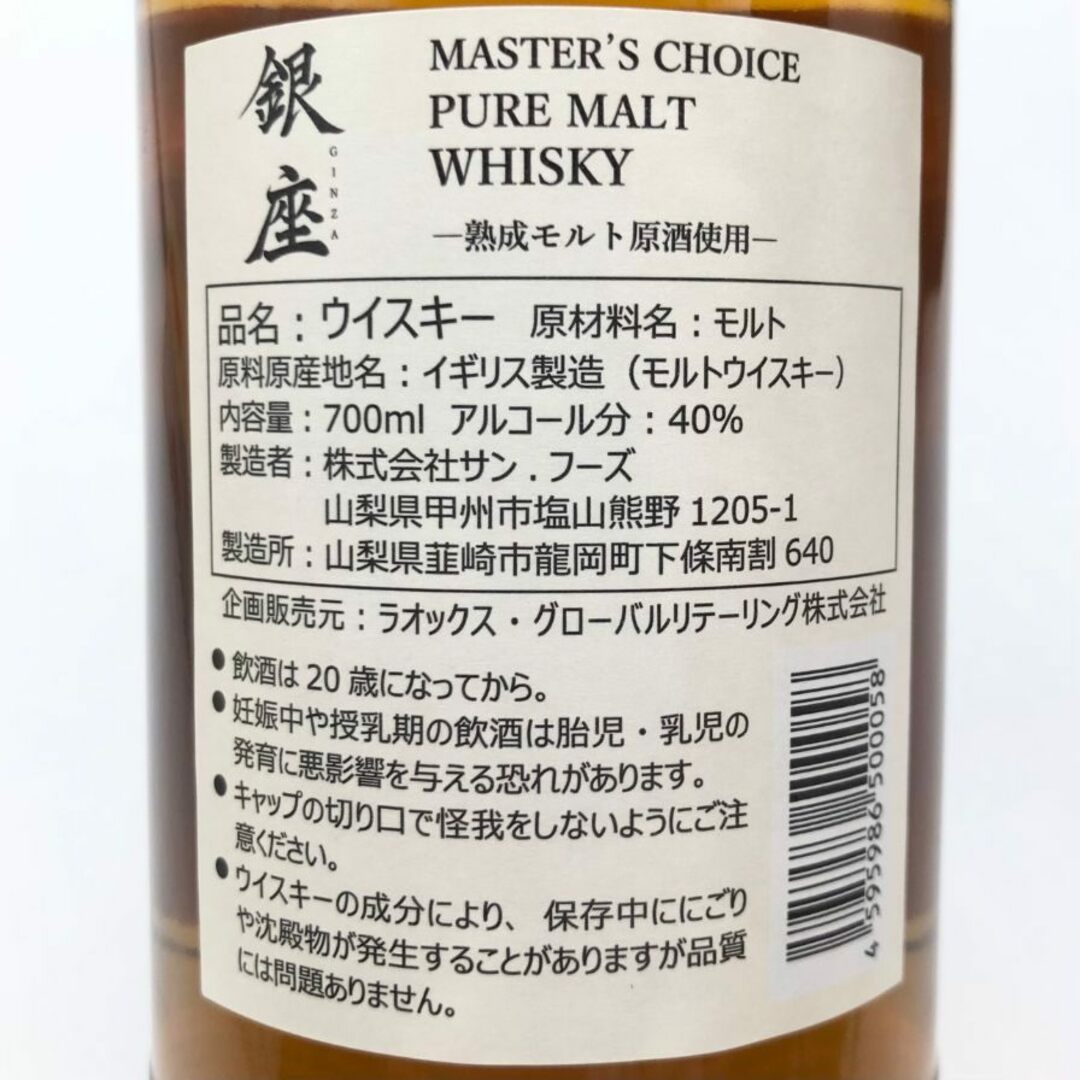 銀座
GINZA
MASTER'S CHOICE
PURE MALT
WHISKY
—熟成モルト原酒使用—
品名：ウイスキー 原材料名：モルト
原料原産地名：イギリス製造（モルトウイスキー）
内容量：700ml アルコール分：40%
製造者：株式会社サン．フーズ
山梨県甲州市塩山熊野 1205-1
製造所：山梨県韮崎市龍岡町下條南割 640
企画販売元：ラオックス・グローバルリテーリング株式会社
●飲酒は 20 歳になってから。
●妊娠中や授乳期の飲酒は胎児・乳児の
発育に悪影響を与える恐れがあります。
●キャップの切り口で怪我をしないようにご注
意ください。
●ウイスキーの成分により、保存中ににごり
や沈殿物が発生することがありますが品質
には問題ありません。
4 595986 500058